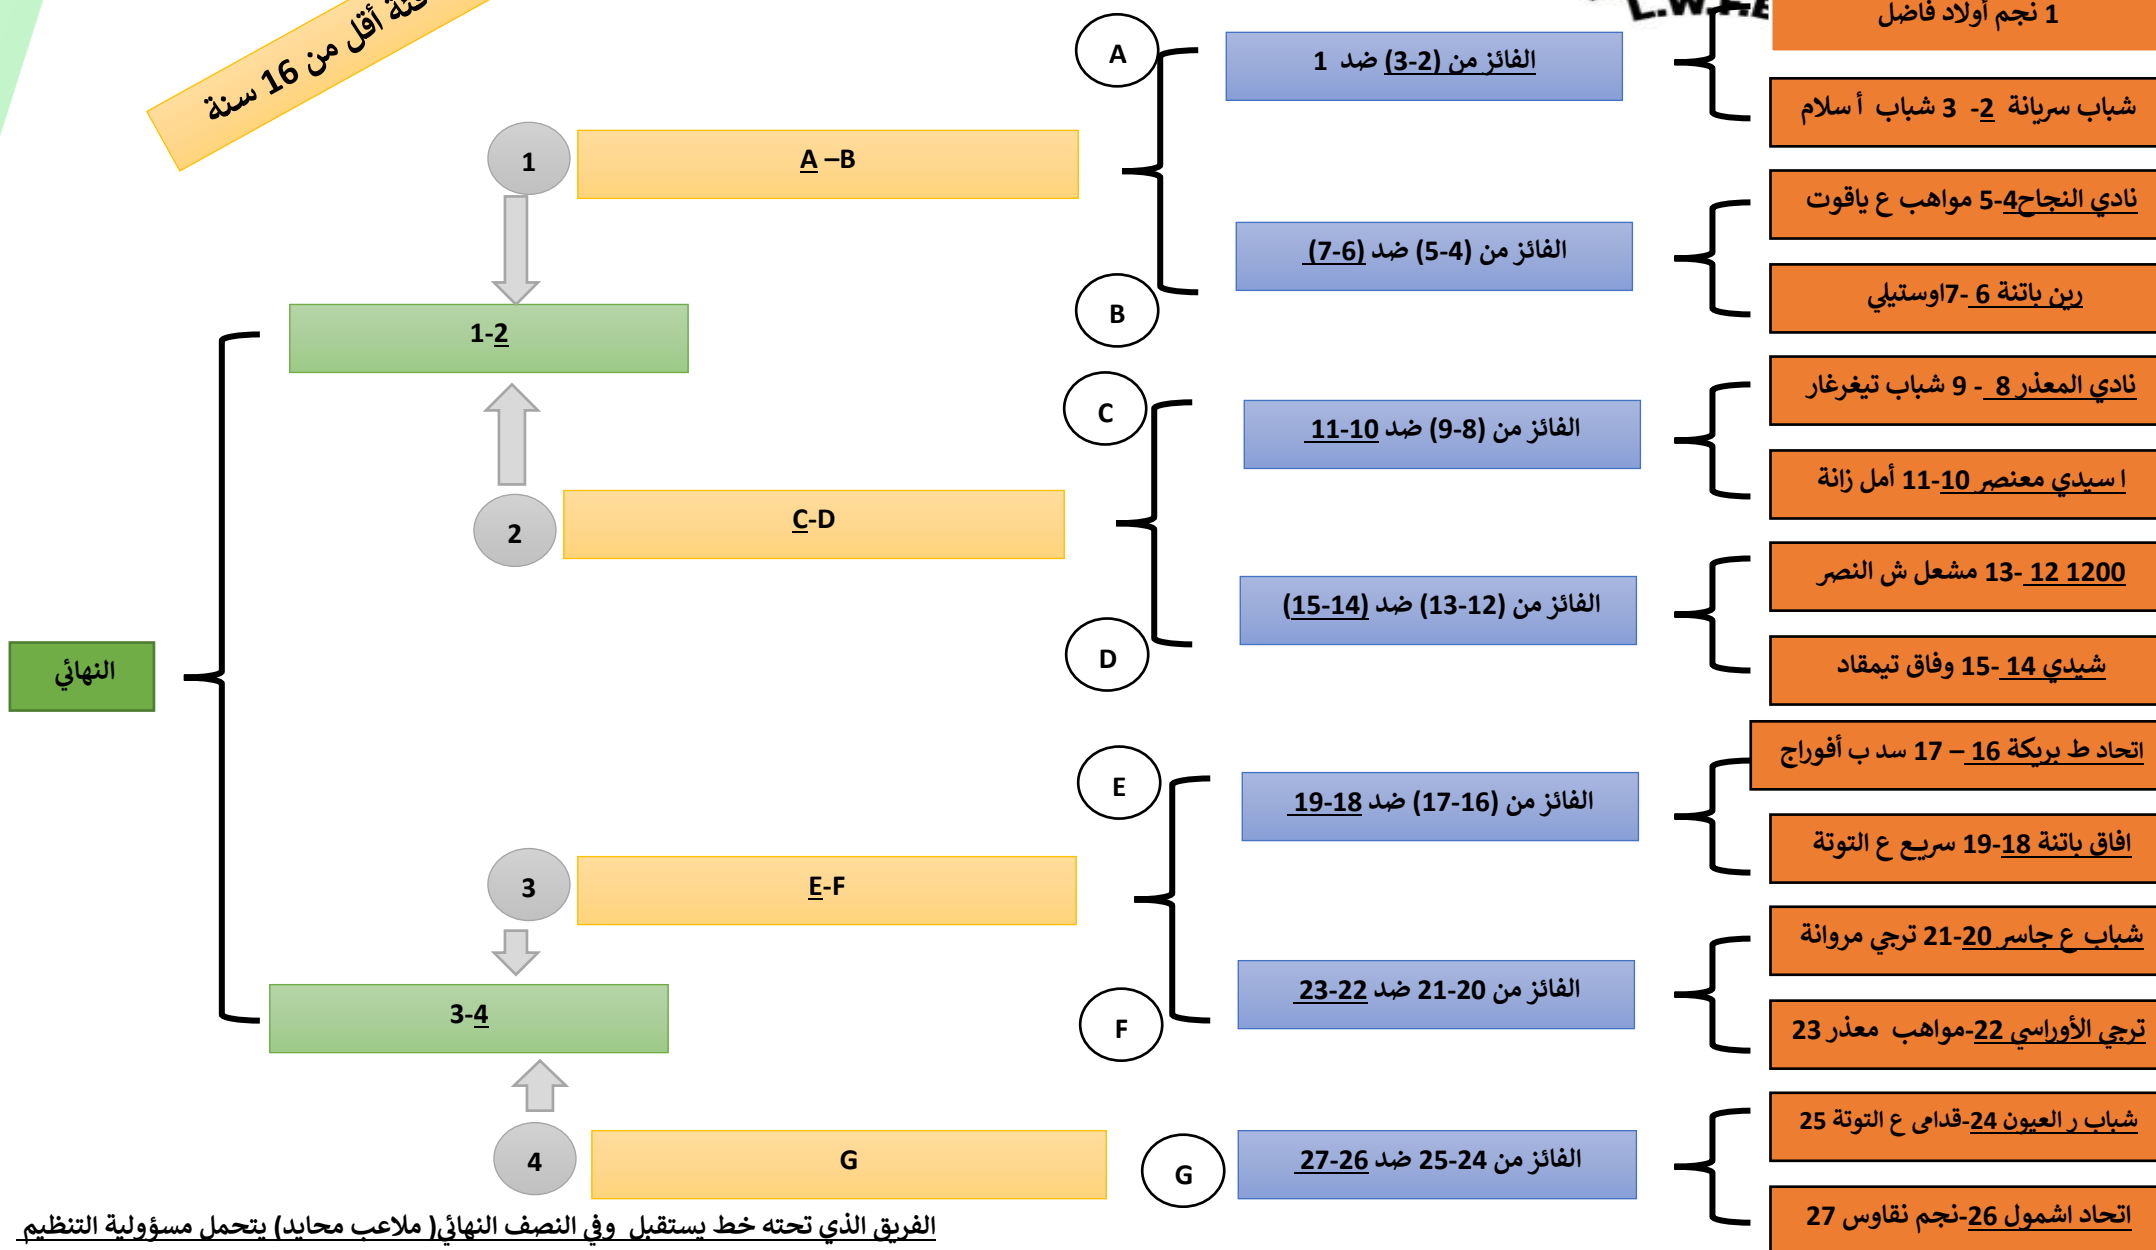 فئة أقل من 16 سنة
L.W.F.B
1 نجم أولاد فاضل
شباب سريانة 2- 3 شباب أ سلام
نادي النجاح4-5 مواهب ع ياقوت
رين باتنة 6 -7اوستيلي
نادي المعذر 8 - 9 شباب تيغرغار
ا سيدي معنصر 10-11 أمل زانة
1200 12 -13 مشعل ش النصر
شيدي 14 -15 وفاق تيمقاد
اتحاد ط بريكة 16 – 17 سد ب أفوراج
افاق باتنة 18-19 سريع ع التوتة
شباب ع جاسر 20-21 ترجي مروانة
ترجي الأوراسي 22-مواهب معذر 23
شباب ر العيون 24-قدامى ع التوتة 25
اتحاد اشمول 26-نجم نقاوس 27
A
الفائز من (2-3) ضد 1
B
الفائز من (4-5) ضد (6-7)
C
الفائز من (8-9) ضد 10-11
D
الفائز من (12-13) ضد (14-15)
E
الفائز من (16-17) ضد 18-19
F
الفائز من 20-21 ضد 22-23
G
الفائز من 24-25 ضد 26-27
1
A –B
2
C-D
3
E-F
4
G
1-2
3-4
النهائي
الفريق الذي تحته خط يستقبل وفي النصف النهائي( ملاعب محايد) يتحمل مسؤولية التنظيم